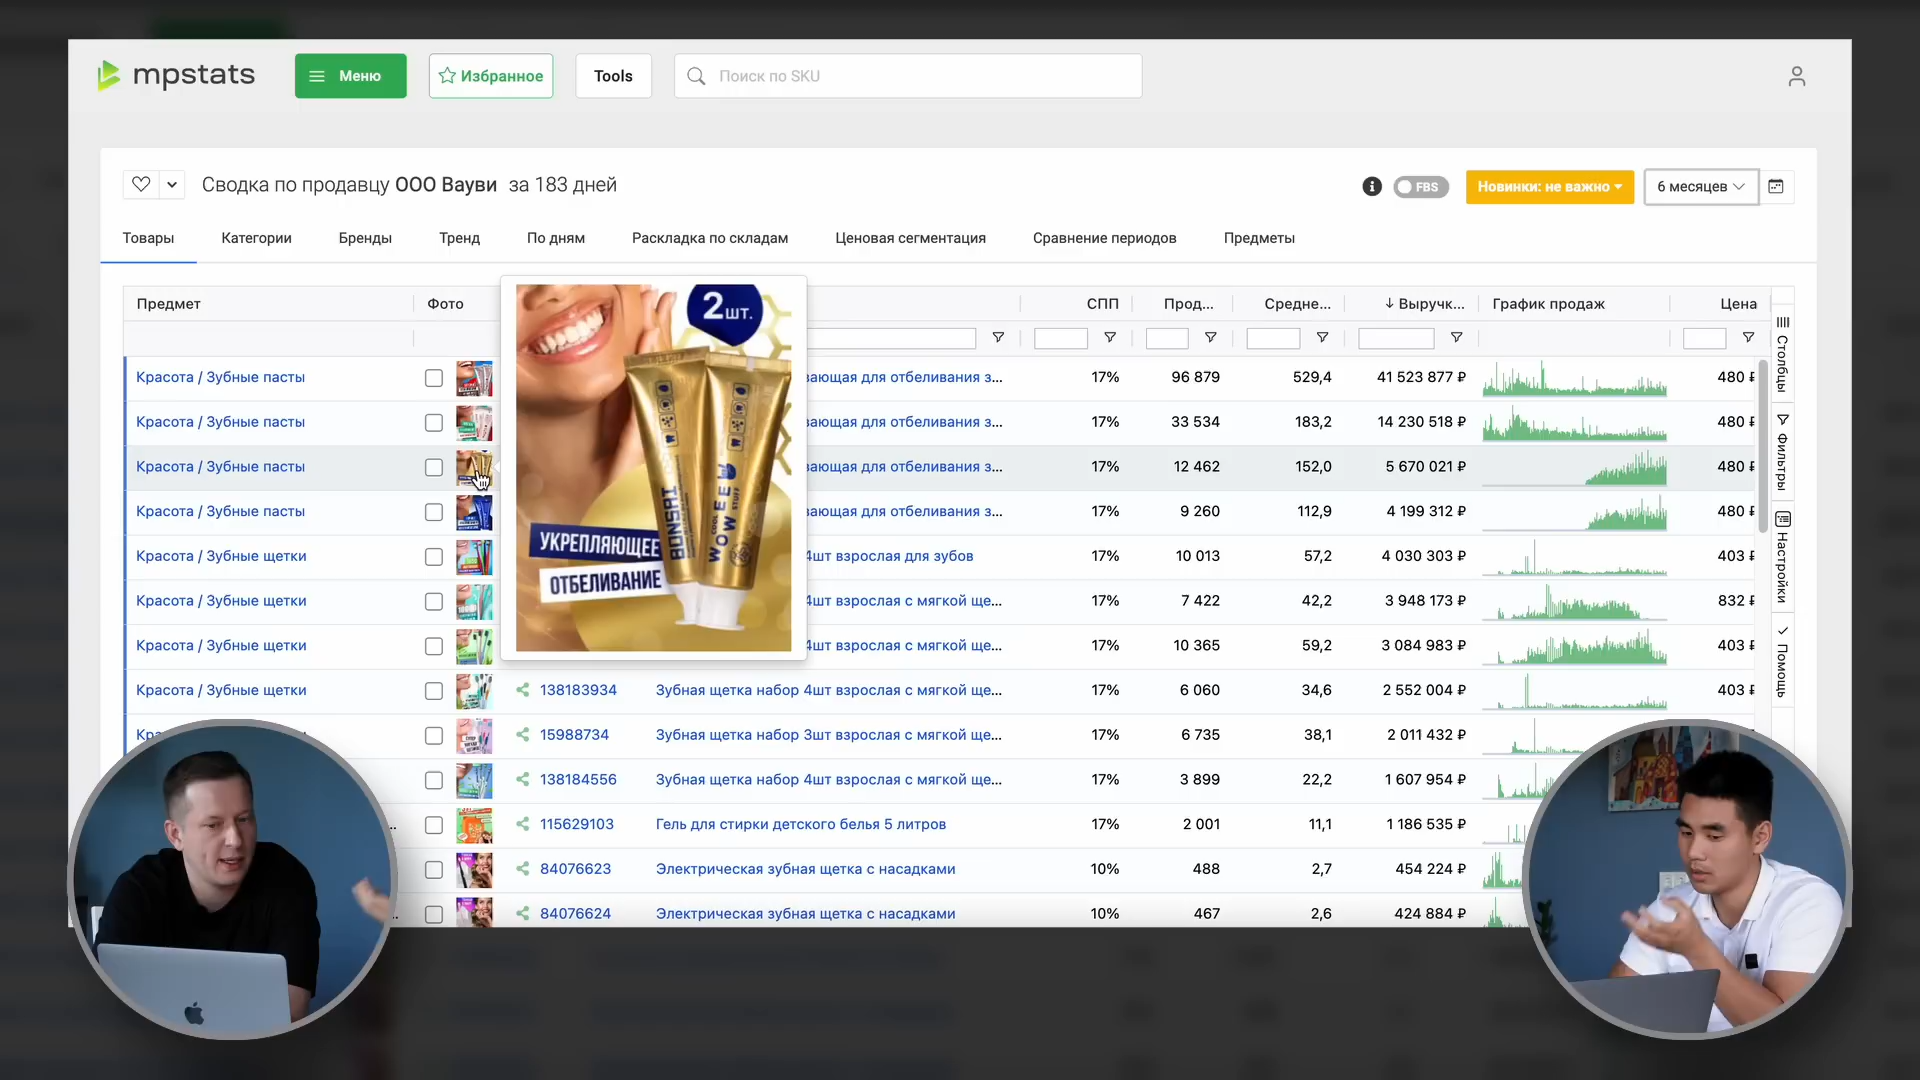 mpstats
Меню
Избранное
Tools
Поиск по SKU
Сводка по продавцу ООО Вауви за 183 дней
FBS
Новинки: не важно
6 месяцев
Товары
Категории
Бренды
Тренд
По дням
Раскладка по складам
Ценовая сегментация
Сравнение периодов
Предметы
Предмет Фото СПП Прод... Средне... ↓ Выручк... График продаж Цена
Красота / Зубные пасты вающая для отбеливания з... 17% 96 879 529,4 41 523 877 ₽ 480 ₽
Красота / Зубные пасты вающая для отбеливания з... 17% 33 534 183,2 14 230 518 ₽ 480 ₽
Красота / Зубные пасты вающая для отбеливания з... 17% 12 462 152,0 5 670 021 ₽ 480 ₽
Красота / Зубные пасты вающая для отбеливания з... 17% 9 260 112,9 4 199 312 ₽ 480 ₽
Красота / Зубные щетки 4шт взрослая для зубов 17% 10 013 57,2 4 030 303 ₽ 403 ₽
Красота / Зубные щетки 4шт взрослая с мягкой ще... 17% 7 422 42,2 3 948 173 ₽ 832 ₽
Красота / Зубные щетки 4шт взрослая с мягкой ще... 17% 10 365 59,2 3 084 983 ₽ 403 ₽
Красота / Зубные щетки 138183934 Зубная щетка набор 4шт взрослая с мягкой ще... 17% 6 060 34,6 2 552 004 ₽ 403 ₽
15988734 Зубная щетка набор 3шт взрослая с мягкой ще... 17% 6 735 38,1 2 011 432 ₽
138184556 Зубная щетка набор 4шт взрослая с мягкой ще... 17% 3 899 22,2 1 607 954 ₽
115629103 Гель для стирки детского белья 5 литров 17% 2 001 11,1 1 186 535 ₽
84076623 Электрическая зубная щетка с насадками 10% 488 2,7 454 224 ₽
84076624 Электрическая зубная щетка с насадками 10% 467 2,6 424 884 ₽
2 шт.
BONSAI
WOWEE
COOL STUFF
УКРЕПЛЯЮЩЕЕ
ОТБЕЛИВАНИЕ
Столбцы
Фильтры
Настройки
Помощь